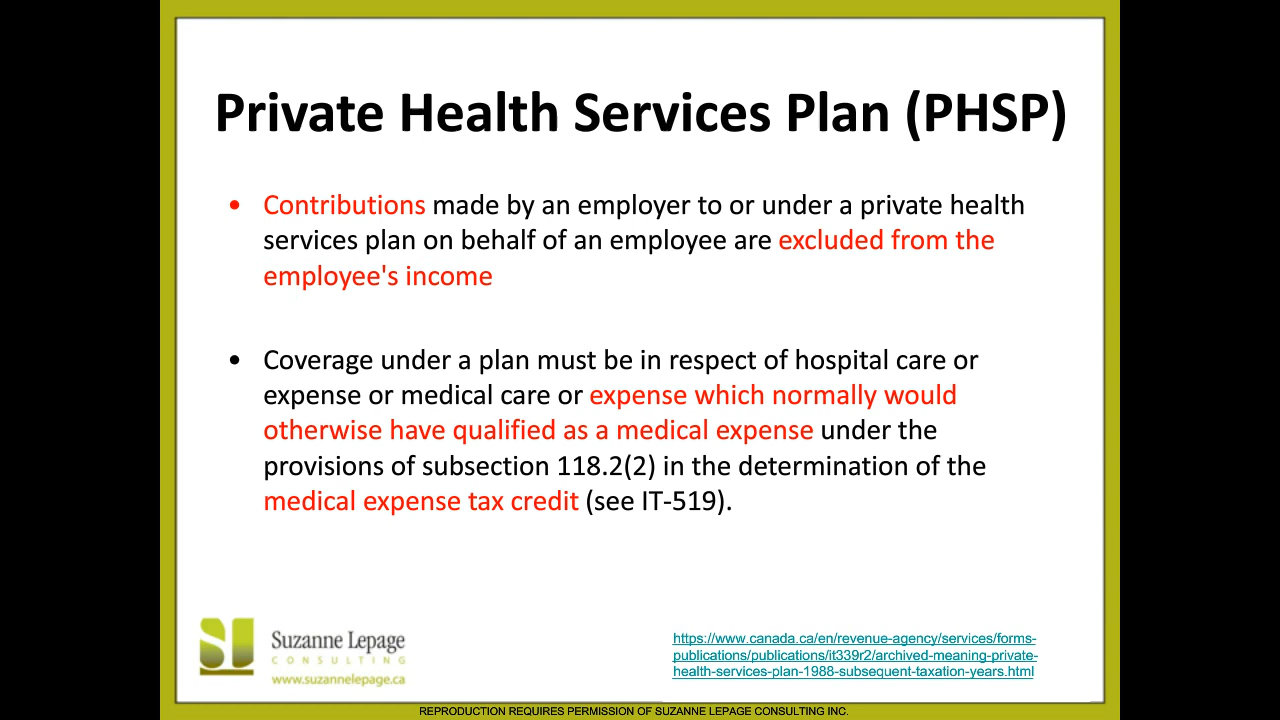 Private Health Services Plan (PHSP)
• Contributions made by an employer to or under a private health
services plan on behalf of an employee are excluded from the
employee's income
• Coverage under a plan must be in respect of hospital care or
expense or medical care or expense which normally would
otherwise have qualified as a medical expense under the
provisions of subsection 118.2(2) in the determination of the
medical expense tax credit (see IT-519).
SL
Suzanne Lepage
CONSULTING
www.suzannelepage.ca
https://www.canada.ca/en/revenue-agency/services/forms-
publications/publications/it339r2/archived-meaning-private-
health-services-plan-1988-subsequent-taxation-years.html
REPRODUCTION REQUIRES PERMISSION OF SUZANNE LEPAGE CONSULTING INC.